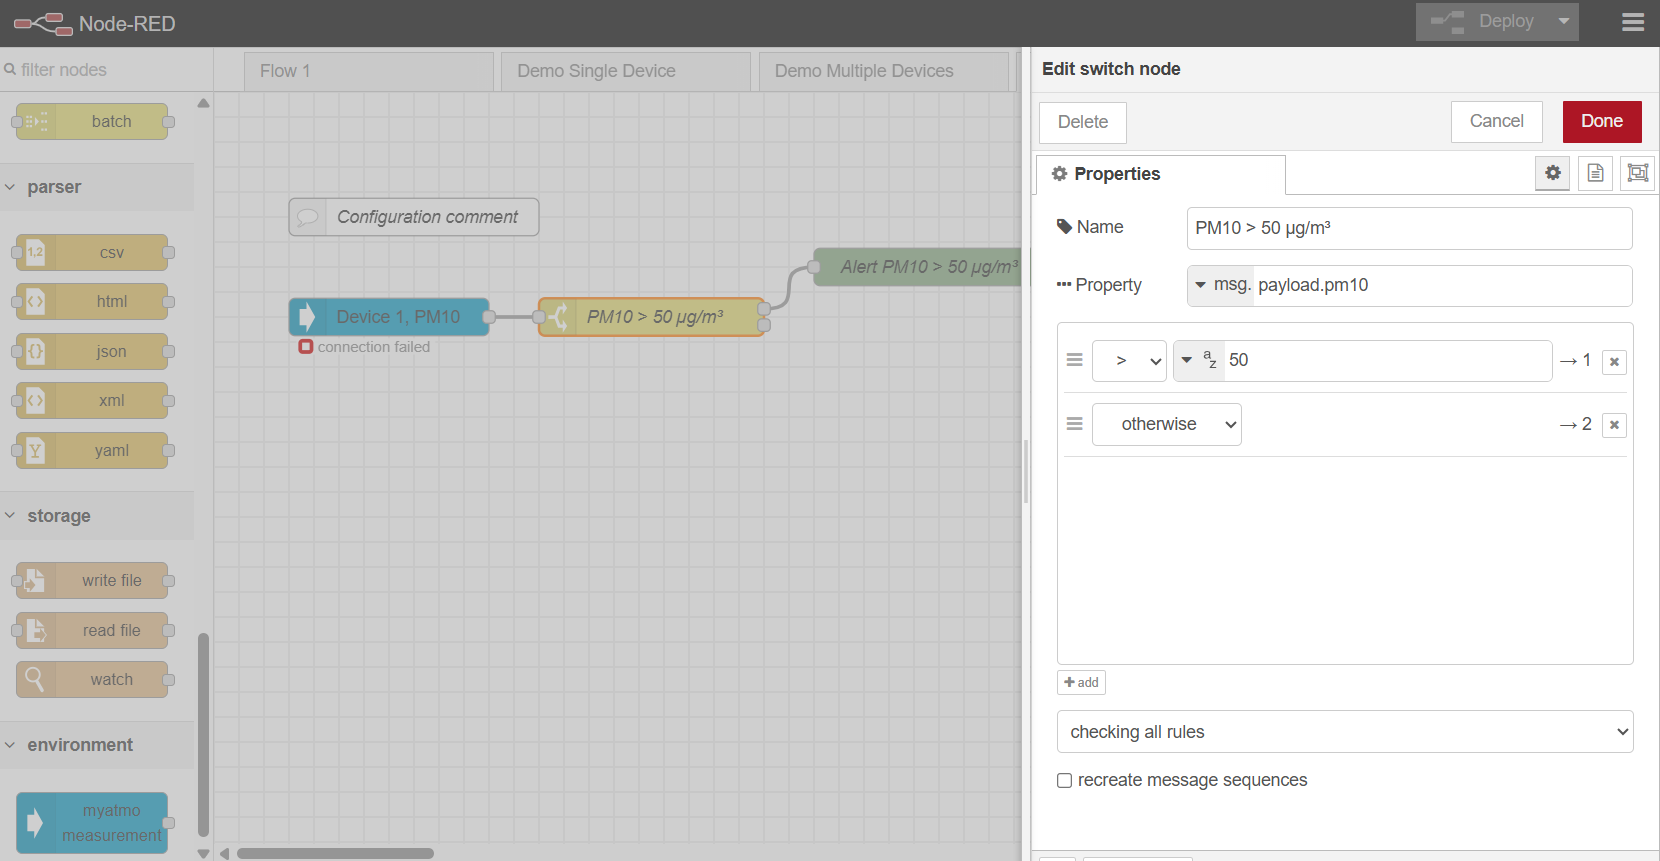 Node-RED
Deploy
filter nodes
batch
parser
csv
1,2
html
json
xml
yaml
Y
storage
write file
read file
watch
environment
myatmo
measurement
Flow 1
Demo Single Device
Demo Multiple Devices
Configuration comment
Alert PM10 > 50 µg/m³
Device 1, PM10
PM10 > 50 µg/m³
connection failed
Edit switch node
Delete
Cancel
Done
Properties
Name
PM10 > 50 µg/m³
Property
msg. payload.pm10
> a z 50 → 1
otherwise → 2
add
checking all rules
recreate message sequences